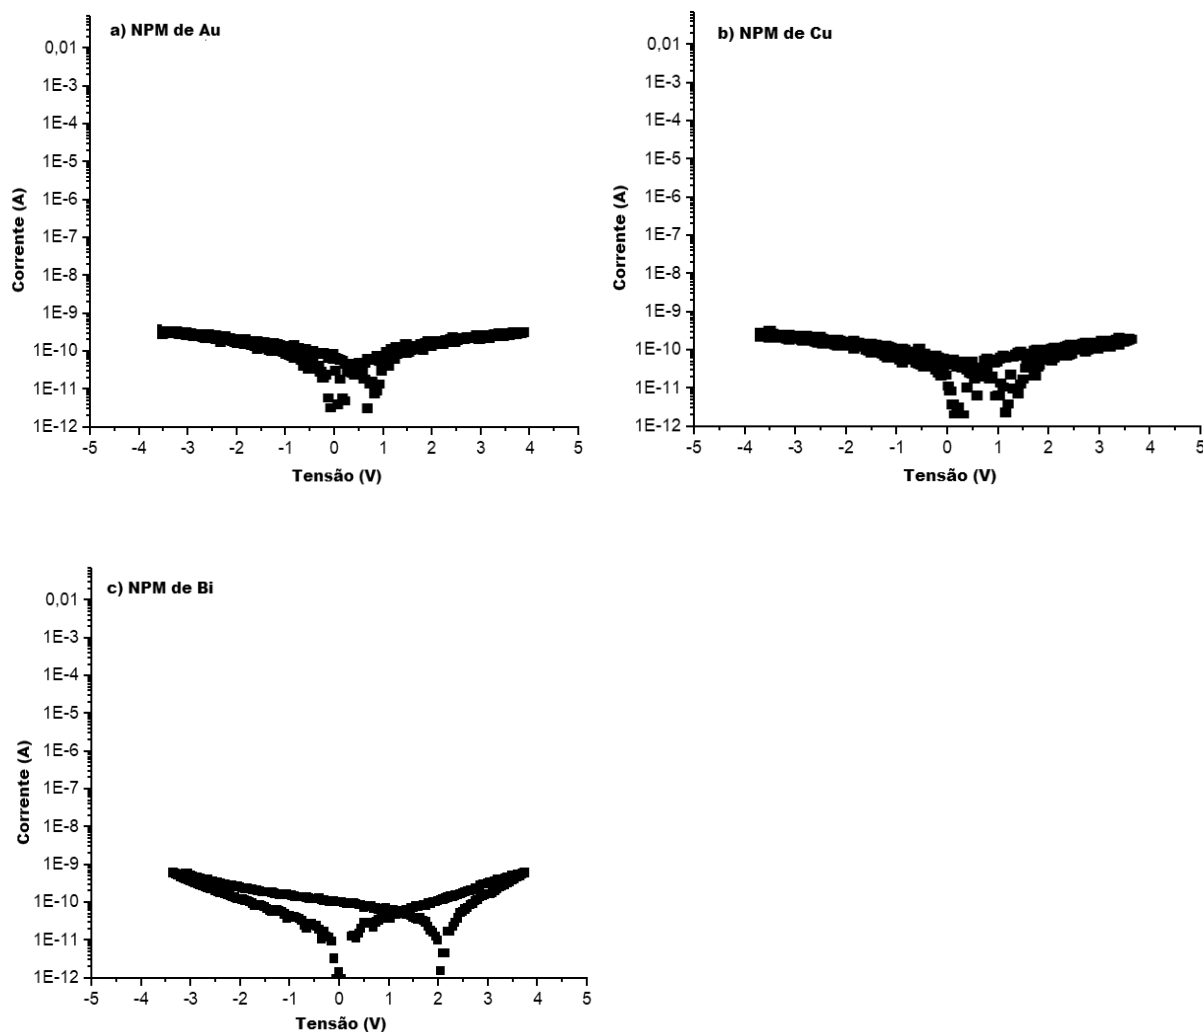 a) NPM de Au
0,01
1E-3
1E-4
1E-5
1E-6
1E-7
1E-8
1E-9
1E-10
1E-11
1E-12
Corrente (A)
-5 -4 -3 -2 -1 0 1 2 3 4 5
Tensão (V)
b) NPM de Cu
0,01
1E-3
1E-4
1E-5
1E-6
1E-7
1E-8
1E-9
1E-10
1E-11
1E-12
Corrente (A)
-5 -4 -3 -2 -1 0 1 2 3 4 5
Tensão (V)
c) NPM de Bi
0,01
1E-3
1E-4
1E-5
1E-6
1E-7
1E-8
1E-9
1E-10
1E-11
1E-12
Corrente (A)
-5 -4 -3 -2 -1 0 1 2 3 4 5
Tensão (V)